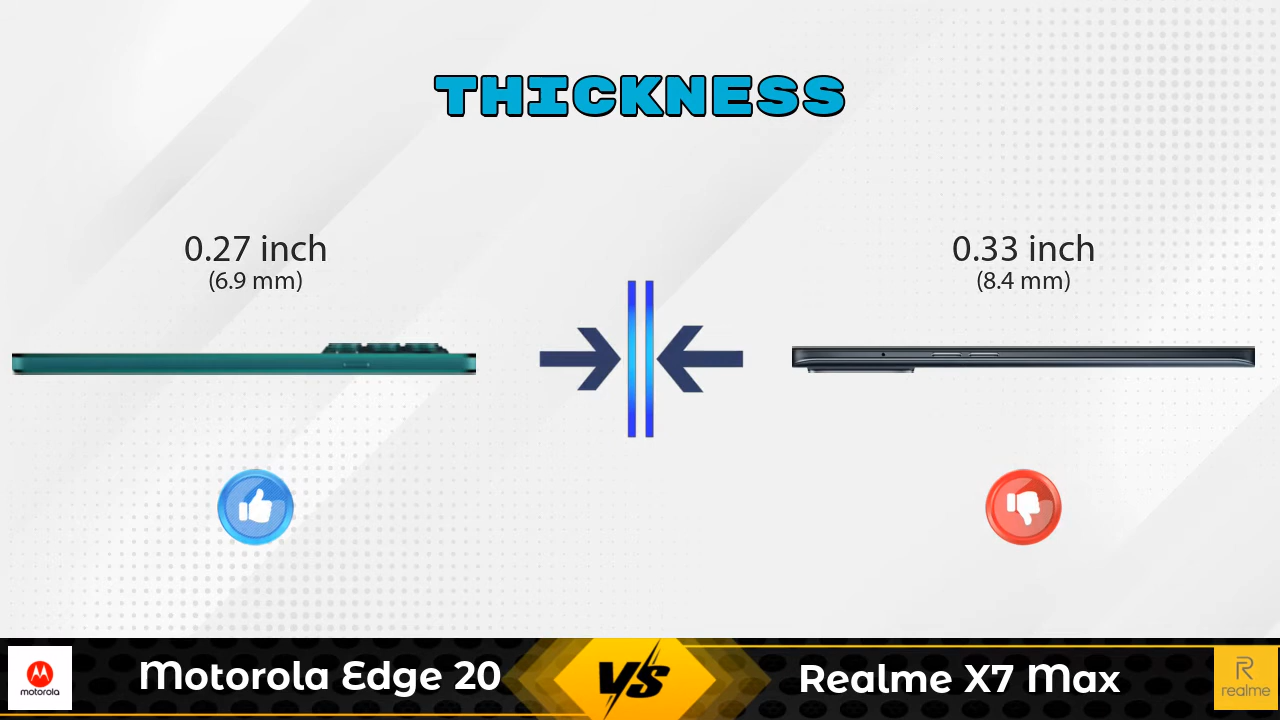 THICKNESS
0.27 inch
(6.9 mm)
0.33 inch
(8.4 mm)
motorola
Motorola Edge 20
VS
Realme X7 Max
R
realme